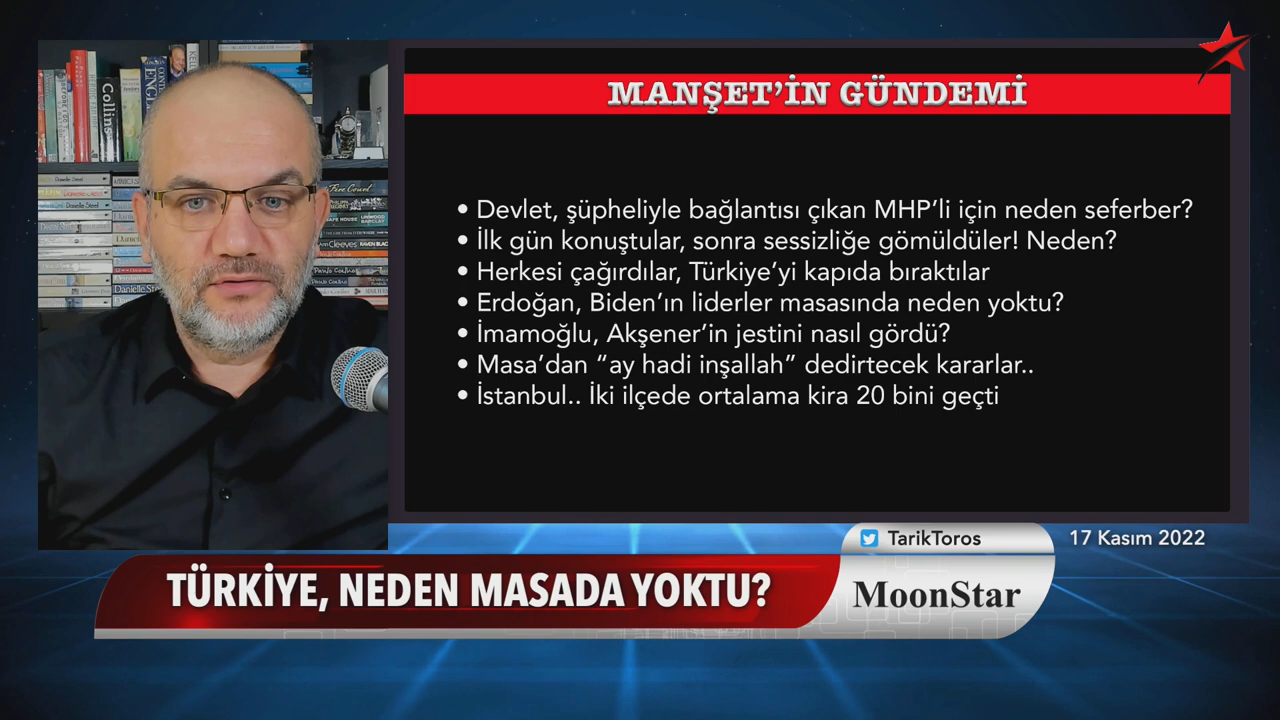 MANŞET’İN GÜNDEMİ
• Devlet, şüpheliyle bağlantısı çıkan MHP’li için neden seferber?
• İlk gün konuştular, sonra sessizliğe gömüldüler! Neden?
• Herkesi çağırdılar, Türkiye’yi kapıda bıraktılar
• Erdoğan, Biden’ın liderler masasında neden yoktu?
• İmamoğlu, Akşener’in jestini nasıl gördü?
• Masa’dan “ay hadi inşallah” dedirtecek kararlar..
• İstanbul.. İki ilçede ortalama kira 20 bini geçti
TarikToros
17 Kasım 2022
TÜRKİYE, NEDEN MASADA YOKTU?
MoonStar
Collins
Danielle Steel